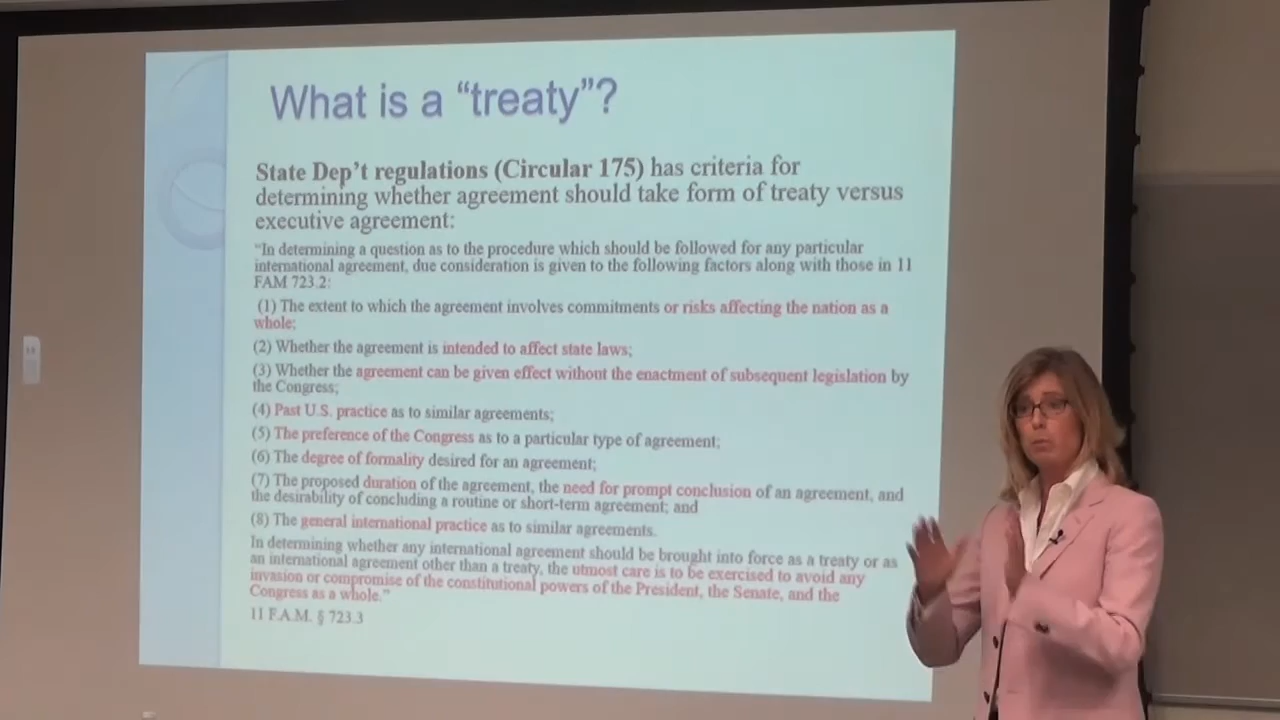 What is a “treaty”?
State Dep’t regulations (Circular 175) has criteria for
determining whether agreement should take form of treaty versus
executive agreement:
“In determining a question as to the procedure which should be followed for any particular
international agreement, due consideration is given to the following factors along with those in 11
FAM 723.2:
(1) The extent to which the agreement involves commitments or risks affecting the nation as a
whole;
(2) Whether the agreement is intended to affect state laws;
(3) Whether the agreement can be given effect without the enactment of subsequent legislation by
the Congress;
(4) Past U.S. practice as to similar agreements;
(5) The preference of the Congress as to a particular type of agreement;
(6) The degree of formality desired for an agreement;
(7) The proposed duration of the agreement, the need for prompt conclusion of an agreement, and
the desirability of concluding a routine or short-term agreement; and
(8) The general international practice as to similar agreements.
In determining whether any international agreement should be brought into force as a treaty or as
an international agreement other than a treaty, the utmost care is to be exercised to avoid any
invasion or compromise of the constitutional powers of the President, the Senate, and the
Congress as a whole.”
11 F.A.M. § 723.3